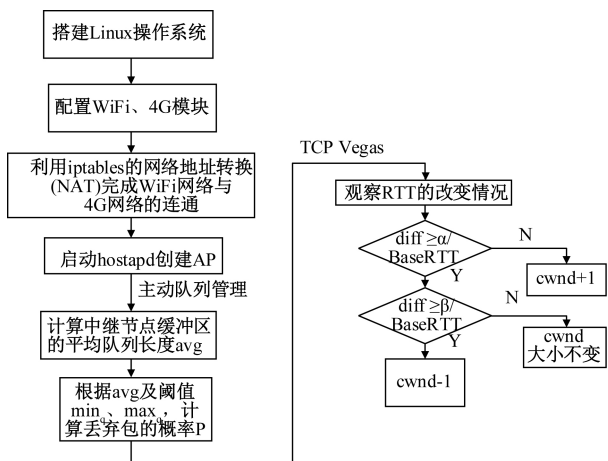 搭建Linux操作系统
配置WiFi、4G模块
利用iptables的网络地址转换
(NAT)完成WiFi网络与
4G网络的连通
启动hostapd创建AP
主动队列管理
计算中继节点缓冲区
的平均队列长度avg
根据avg及阈值
minq、maxq,计
算丢弃包的概率P
TCP Vegas
观察RTT的改变情况
diff ≥α/
BaseRTT
N
Y
cwnd+1
diff ≥β/
BaseRTT
N
Y
cwnd
大小不变
cwnd-1